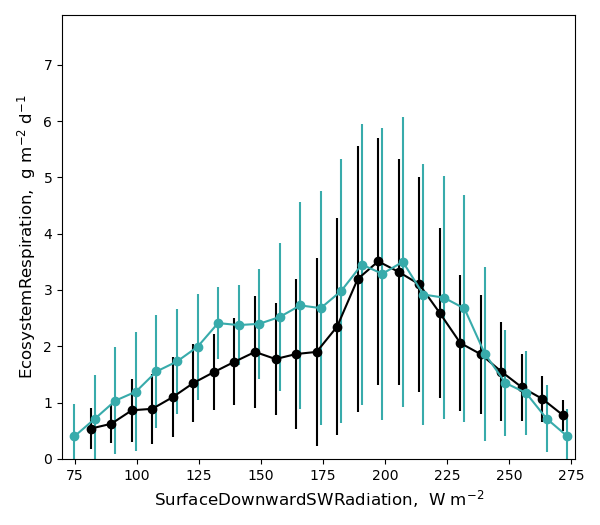 7
6
5
4
3
2
1
0
75 100 125 150 175 200 225 250 275
EcosystemRespiration, g m⁻² d⁻¹
SurfaceDownwardSWRadiation, W m⁻²